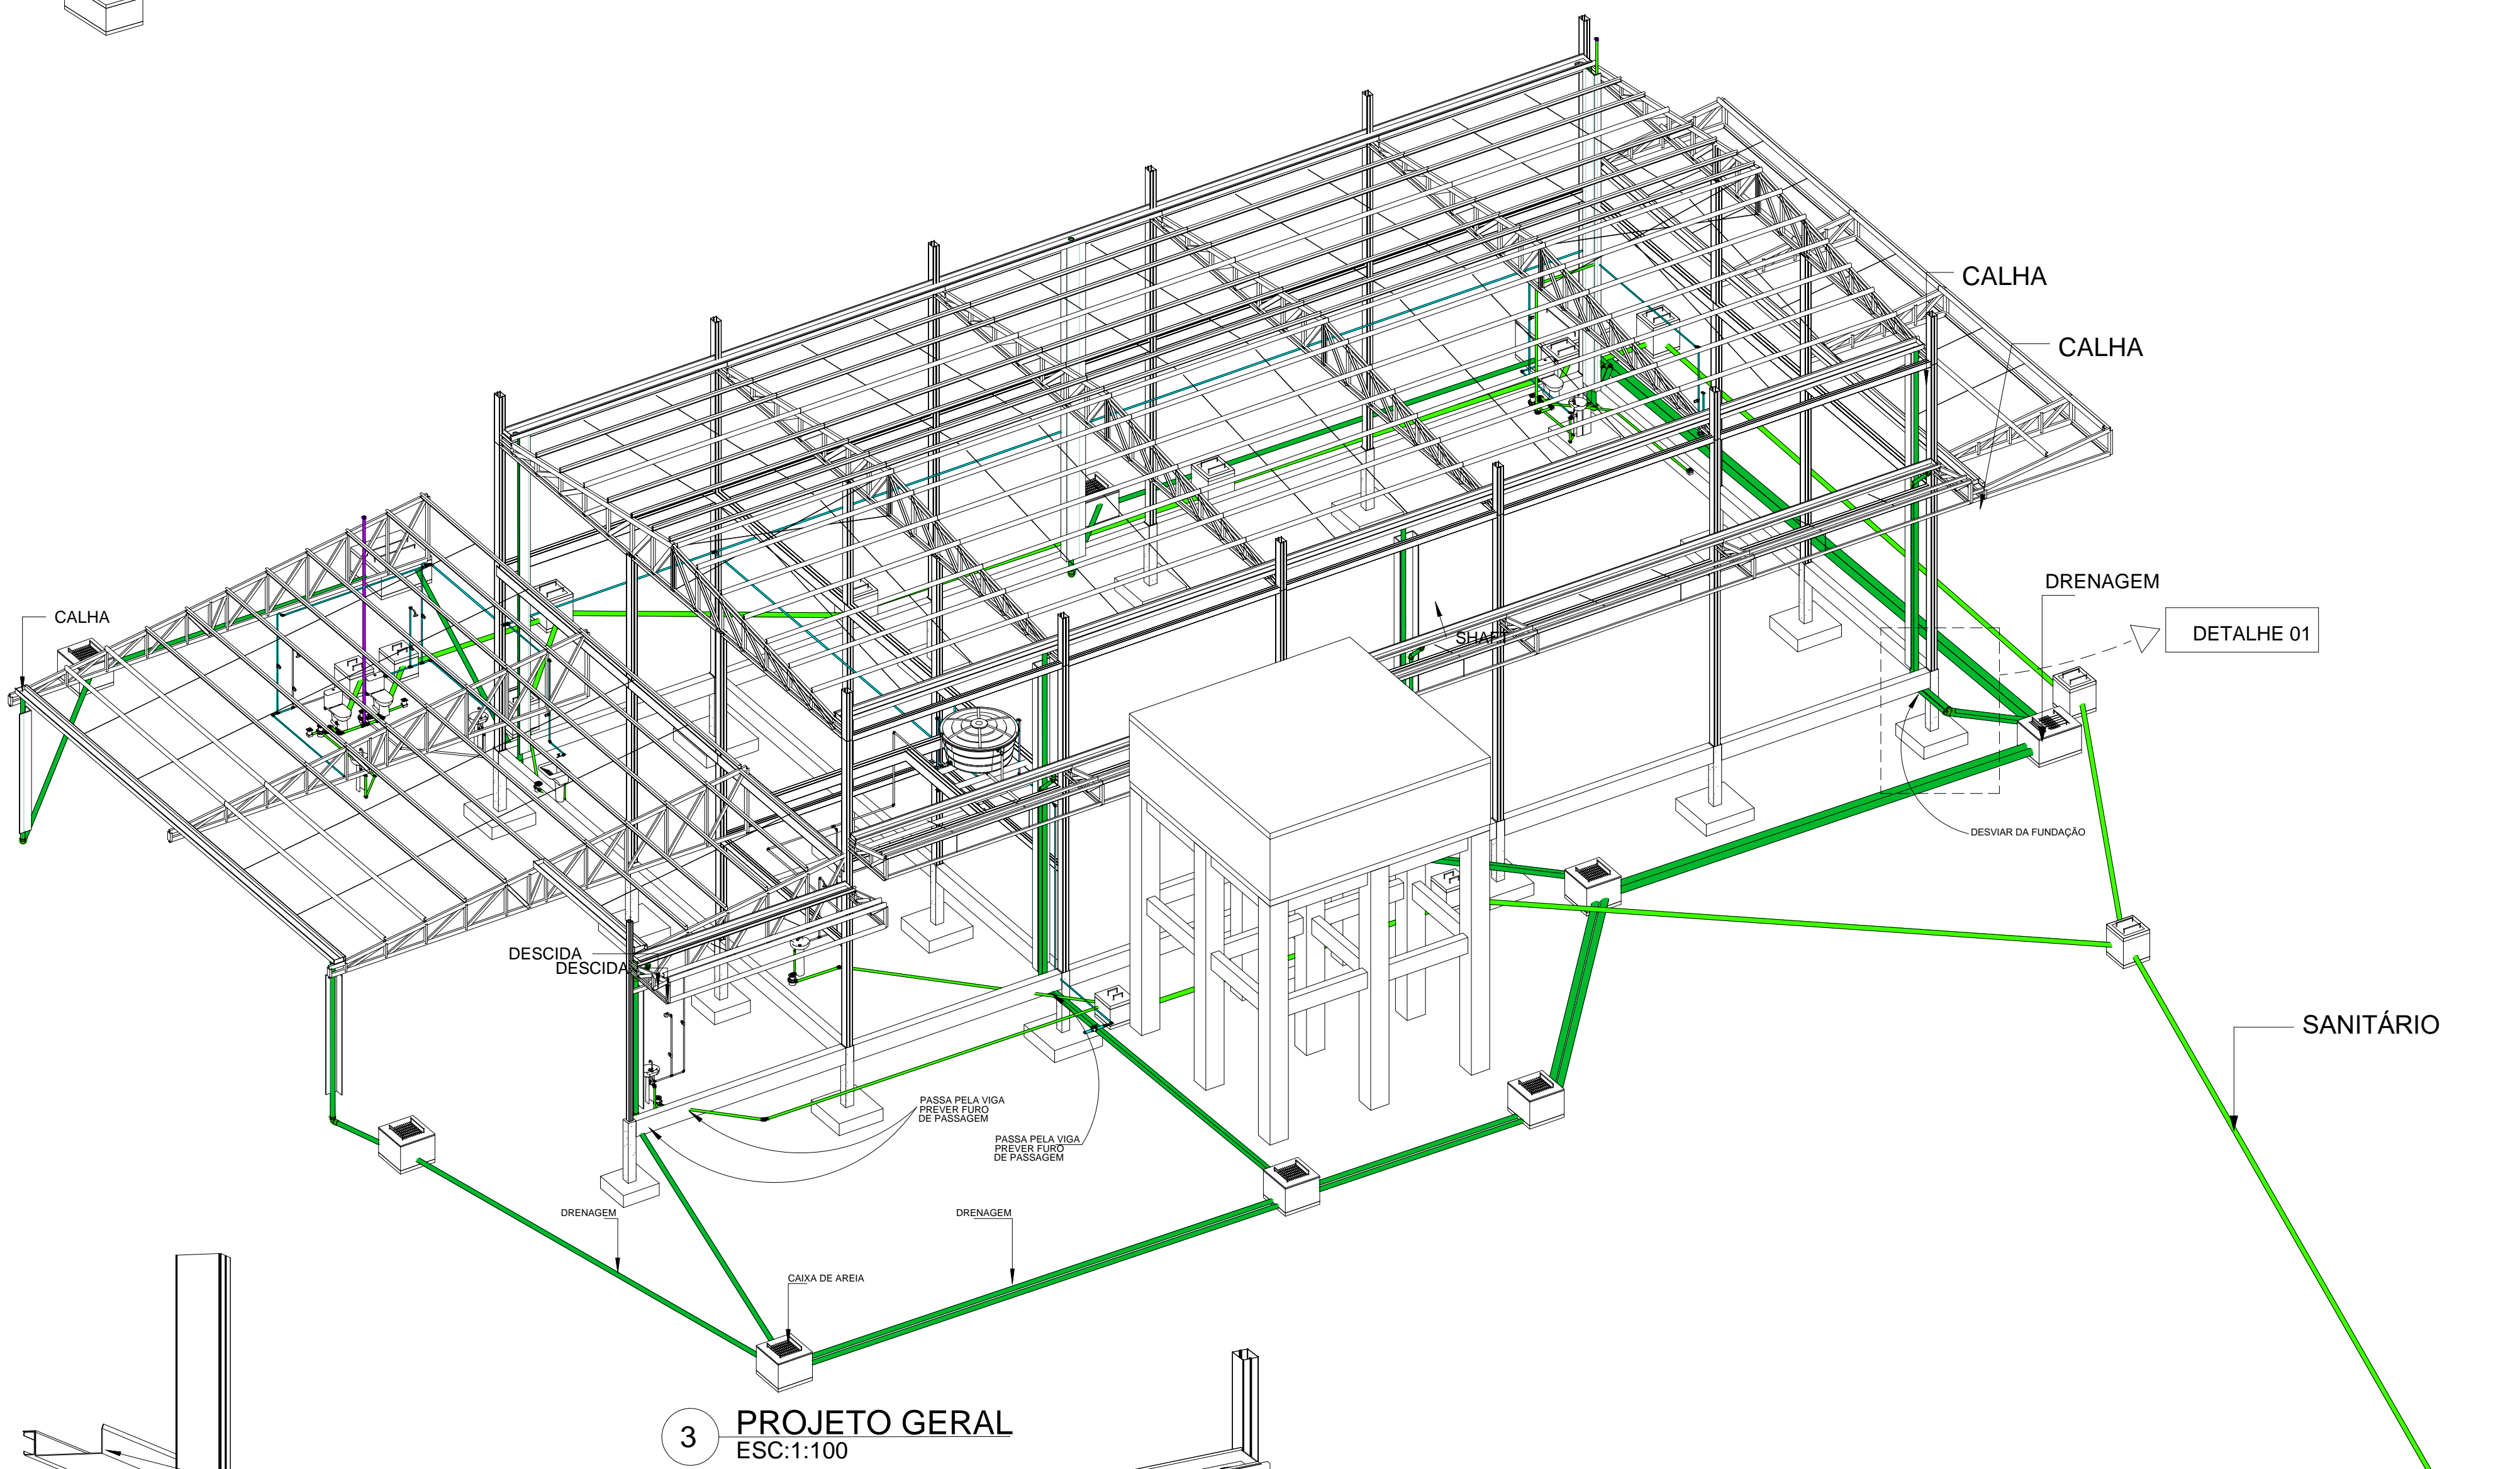 CALHA
CALHA
DRENAGEM
DETALHE 01
CALHA
SHAFT
DESVIAR DA FUNDAÇÃO
DESCIDA
DESCIDA
SANITÁRIO
PASSA PELA VIGA
PREVER FURO
DE PASSAGEM
PASSA PELA VIGA
PREVER FURO
DE PASSAGEM
DRENAGEM
DRENAGEM
CAIXA DE AREIA
3
PROJETO GERAL
ESC:1:100